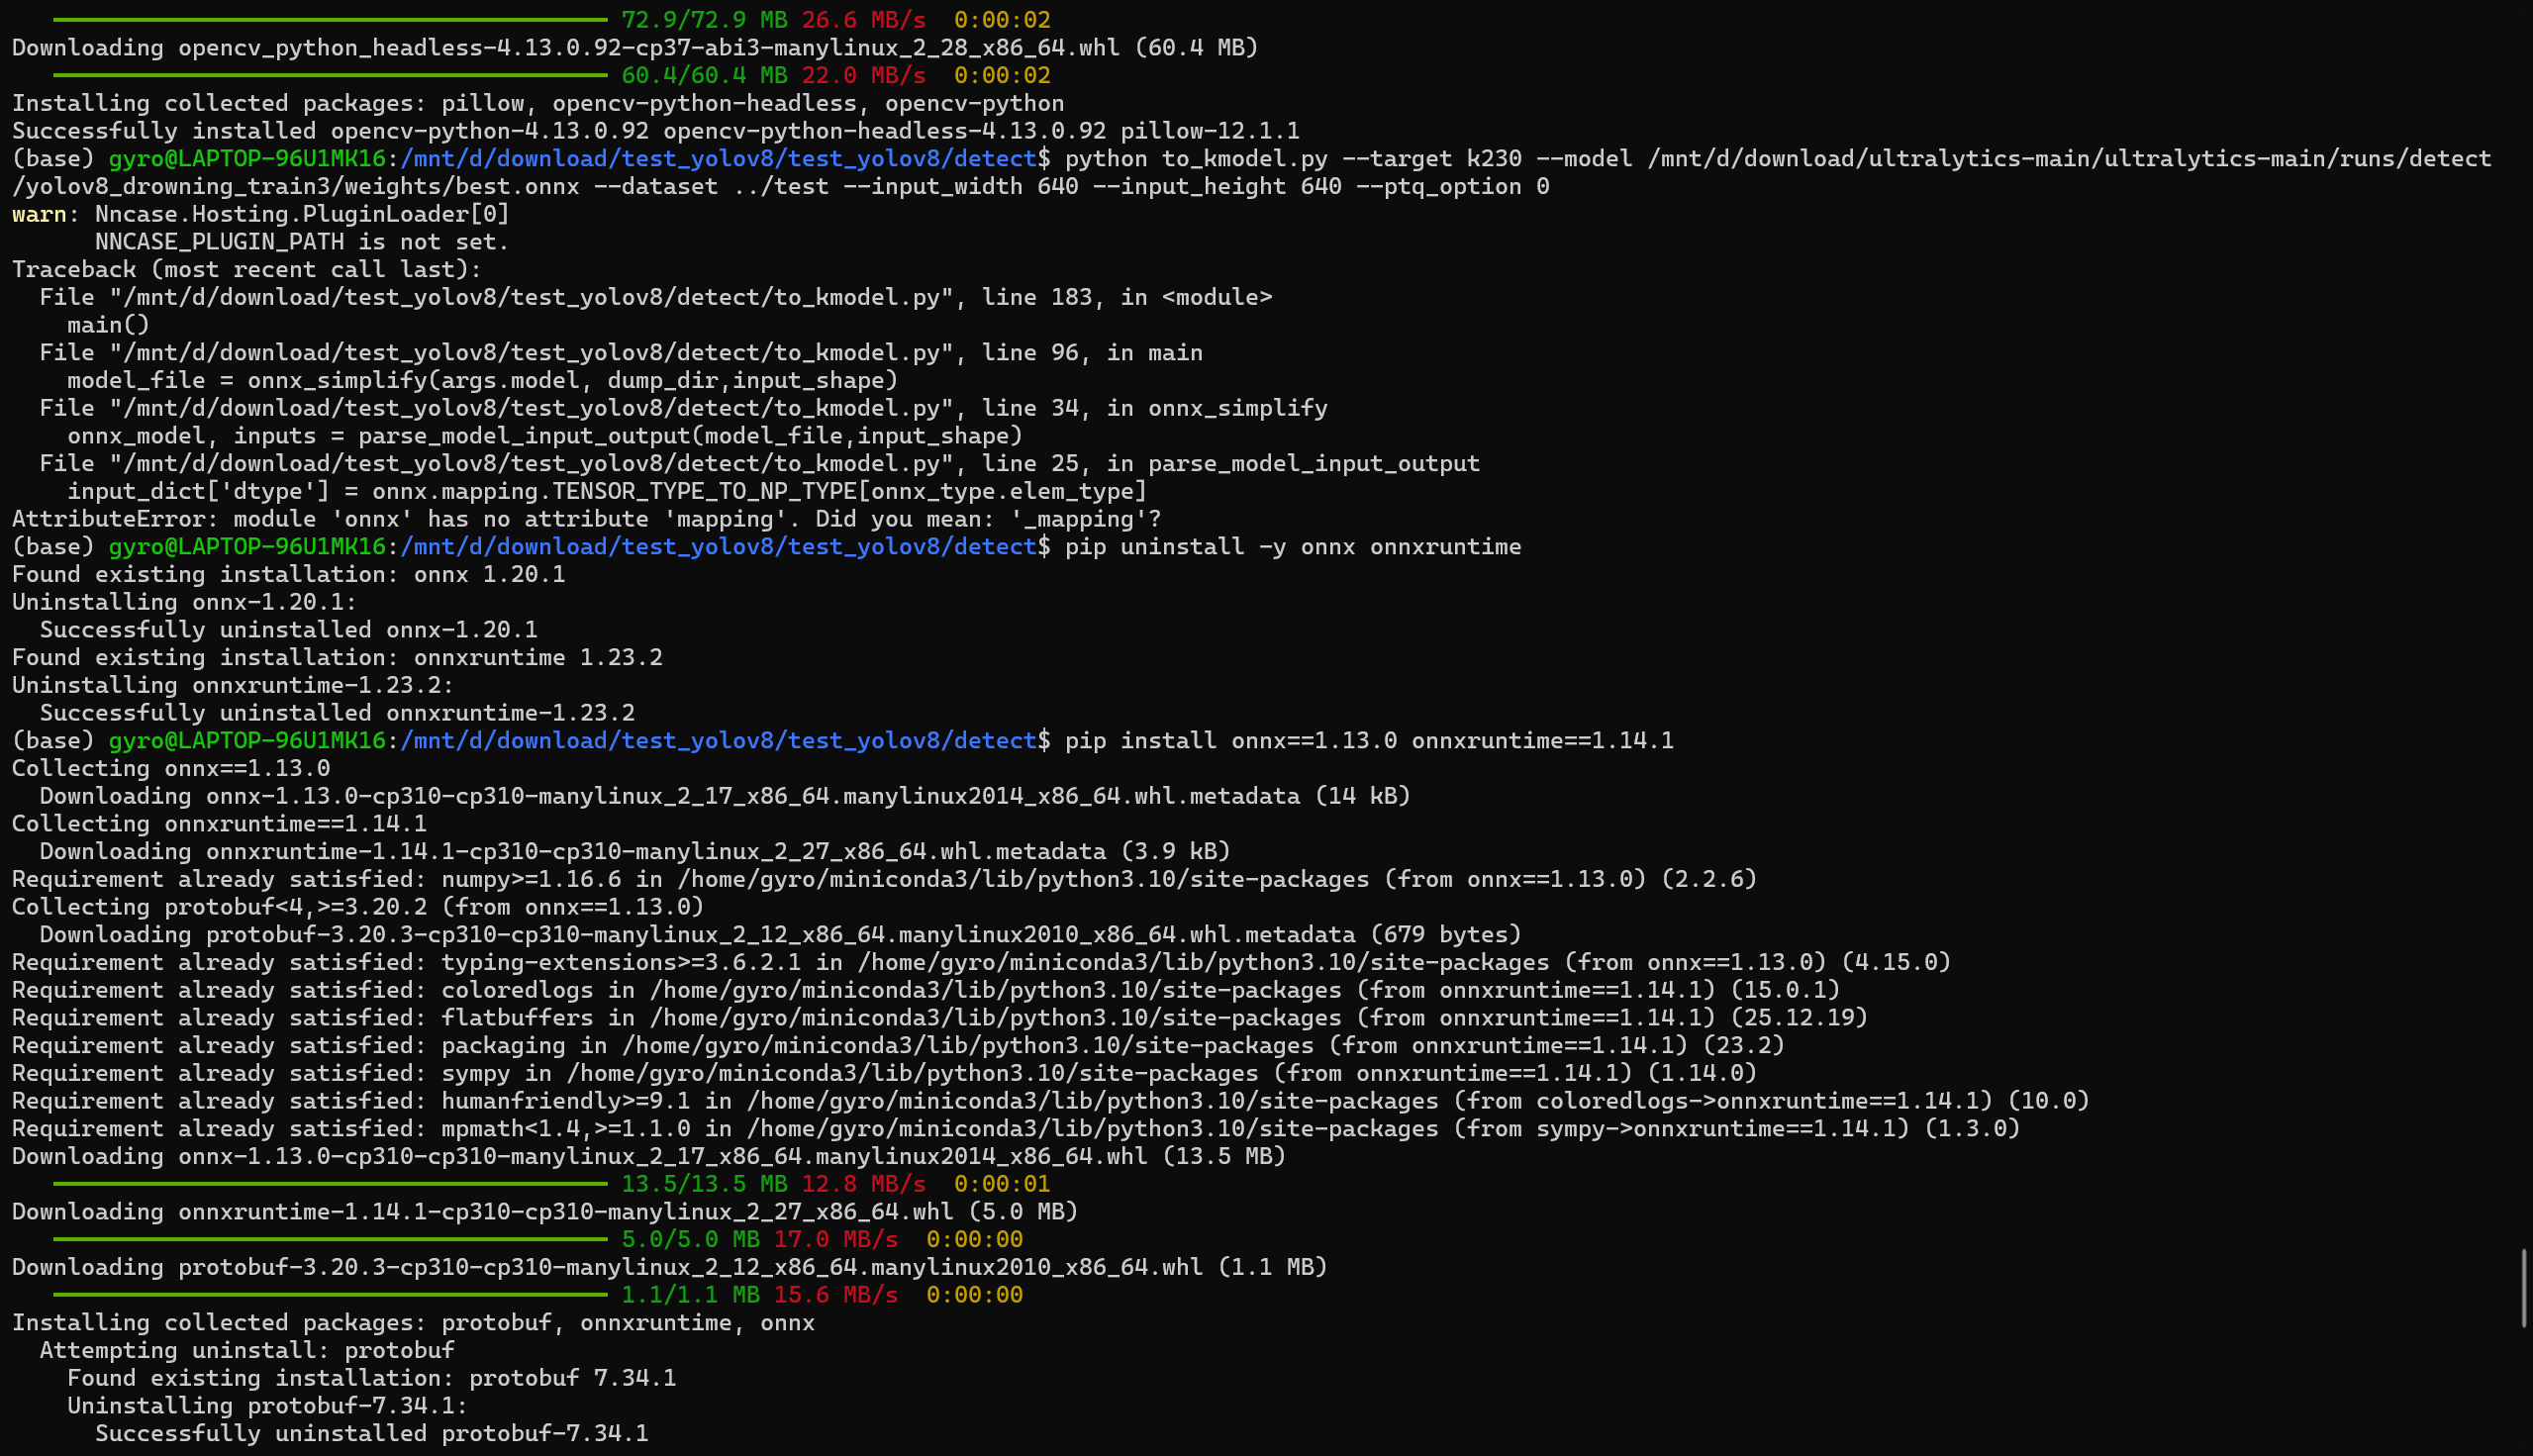 72.9/72.9 MB 26.6 MB/s  0:00:02
Downloading opencv_python_headless-4.13.0.92-cp37-abi3-manylinux_2_28_x86_64.whl (60.4 MB)
60.4/60.4 MB 22.0 MB/s  0:00:02
Installing collected packages: pillow, opencv-python-headless, opencv-python
Successfully installed opencv-python-4.13.0.92 opencv-python-headless-4.13.0.92 pillow-12.1.1
(base) gyro@LAPTOP-96U1MK16:/mnt/d/download/test_yolov8/test_yolov8/detect$ python to_kmodel.py --target k230 --model /mnt/d/download/ultralytics-main/ultralytics-main/runs/detect
/yolov8_drowning_train3/weights/best.onnx --dataset ../test --input_width 640 --input_height 640 --ptq_option 0
warn: Nncase.Hosting.PluginLoader[0]
      NNCASE_PLUGIN_PATH is not set.
Traceback (most recent call last):
  File "/mnt/d/download/test_yolov8/test_yolov8/detect/to_kmodel.py", line 183, in <module>
    main()
  File "/mnt/d/download/test_yolov8/test_yolov8/detect/to_kmodel.py", line 96, in main
    model_file = onnx_simplify(args.model, dump_dir,input_shape)
  File "/mnt/d/download/test_yolov8/test_yolov8/detect/to_kmodel.py", line 34, in onnx_simplify
    onnx_model, inputs = parse_model_input_output(model_file,input_shape)
  File "/mnt/d/download/test_yolov8/test_yolov8/detect/to_kmodel.py", line 25, in parse_model_input_output
    input_dict['dtype'] = onnx.mapping.TENSOR_TYPE_TO_NP_TYPE[onnx_type.elem_type]
AttributeError: module 'onnx' has no attribute 'mapping'. Did you mean: '_mapping'?
(base) gyro@LAPTOP-96U1MK16:/mnt/d/download/test_yolov8/test_yolov8/detect$ pip uninstall -y onnx onnxruntime
Found existing installation: onnx 1.20.1
Uninstalling onnx-1.20.1:
  Successfully uninstalled onnx-1.20.1
Found existing installation: onnxruntime 1.23.2
Uninstalling onnxruntime-1.23.2:
  Successfully uninstalled onnxruntime-1.23.2
(base) gyro@LAPTOP-96U1MK16:/mnt/d/download/test_yolov8/test_yolov8/detect$ pip install onnx==1.13.0 onnxruntime==1.14.1
Collecting onnx==1.13.0
  Downloading onnx-1.13.0-cp310-cp310-manylinux_2_17_x86_64.manylinux2014_x86_64.whl.metadata (14 kB)
Collecting onnxruntime==1.14.1
  Downloading onnxruntime-1.14.1-cp310-cp310-manylinux_2_27_x86_64.whl.metadata (3.9 kB)
Requirement already satisfied: numpy>=1.16.6 in /home/gyro/miniconda3/lib/python3.10/site-packages (from onnx==1.13.0) (2.2.6)
Collecting protobuf<4,>=3.20.2 (from onnx==1.13.0)
  Downloading protobuf-3.20.3-cp310-cp310-manylinux_2_12_x86_64.manylinux2010_x86_64.whl.metadata (679 bytes)
Requirement already satisfied: typing-extensions>=3.6.2.1 in /home/gyro/miniconda3/lib/python3.10/site-packages (from onnx==1.13.0) (4.15.0)
Requirement already satisfied: coloredlogs in /home/gyro/miniconda3/lib/python3.10/site-packages (from onnxruntime==1.14.1) (15.0.1)
Requirement already satisfied: flatbuffers in /home/gyro/miniconda3/lib/python3.10/site-packages (from onnxruntime==1.14.1) (25.12.19)
Requirement already satisfied: packaging in /home/gyro/miniconda3/lib/python3.10/site-packages (from onnxruntime==1.14.1) (23.2)
Requirement already satisfied: sympy in /home/gyro/miniconda3/lib/python3.10/site-packages (from onnxruntime==1.14.1) (1.14.0)
Requirement already satisfied: humanfriendly>=9.1 in /home/gyro/miniconda3/lib/python3.10/site-packages (from coloredlogs->onnxruntime==1.14.1) (10.0)
Requirement already satisfied: mpmath<1.4,>=1.1.0 in /home/gyro/miniconda3/lib/python3.10/site-packages (from sympy->onnxruntime==1.14.1) (1.3.0)
Downloading onnx-1.13.0-cp310-cp310-manylinux_2_17_x86_64.manylinux2014_x86_64.whl (13.5 MB)
13.5/13.5 MB 12.8 MB/s  0:00:01
Downloading onnxruntime-1.14.1-cp310-cp310-manylinux_2_27_x86_64.whl (5.0 MB)
5.0/5.0 MB 17.0 MB/s  0:00:00
Downloading protobuf-3.20.3-cp310-cp310-manylinux_2_12_x86_64.manylinux2010_x86_64.whl (1.1 MB)
1.1/1.1 MB 15.6 MB/s  0:00:00
Installing collected packages: protobuf, onnxruntime, onnx
  Attempting uninstall: protobuf
    Found existing installation: protobuf 7.34.1
    Uninstalling protobuf-7.34.1:
      Successfully uninstalled protobuf-7.34.1